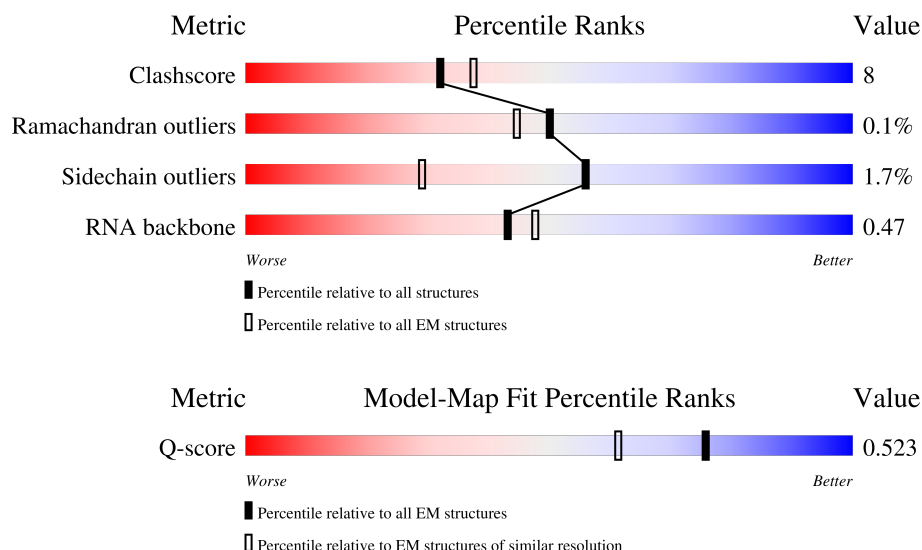 Metric Percentile Ranks Value
Clashscore 8
Ramachandran outliers 0.1%
Sidechain outliers 1.7%
RNA backbone 0.47
Worse Better
Percentile relative to all structures
Percentile relative to all EM structures
Metric Model-Map Fit Percentile Ranks Value
Q-score 0.523
Worse Better
Percentile relative to all EM structures
Percentile relative to EM structures of similar resolution